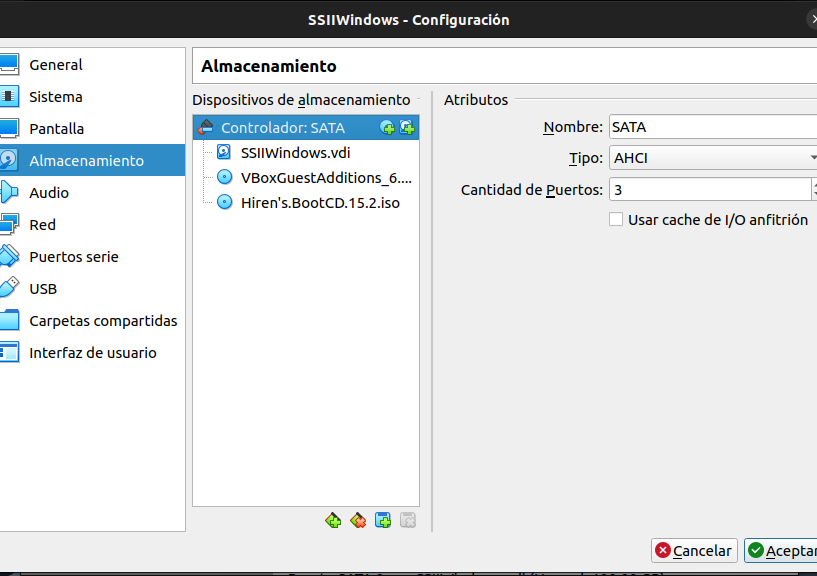 SSIIWindows - Configuración
General
Sistema
Pantalla
Almacenamiento
Audio
Red
Puertos serie
USB
Carpetas compartidas
Interfaz de usuario
Almacenamiento
Dispositivos de almacenamiento
Controlador: SATA
SSIIWindows.vdi
VBoxGuestAdditions_6....
Hiren's.BootCD.15.2.iso
Atributos
Nombre: SATA
Tipo: AHCI
Cantidad de Puertos: 3
Usar cache de I/O anfitrión
Cancelar
Aceptar